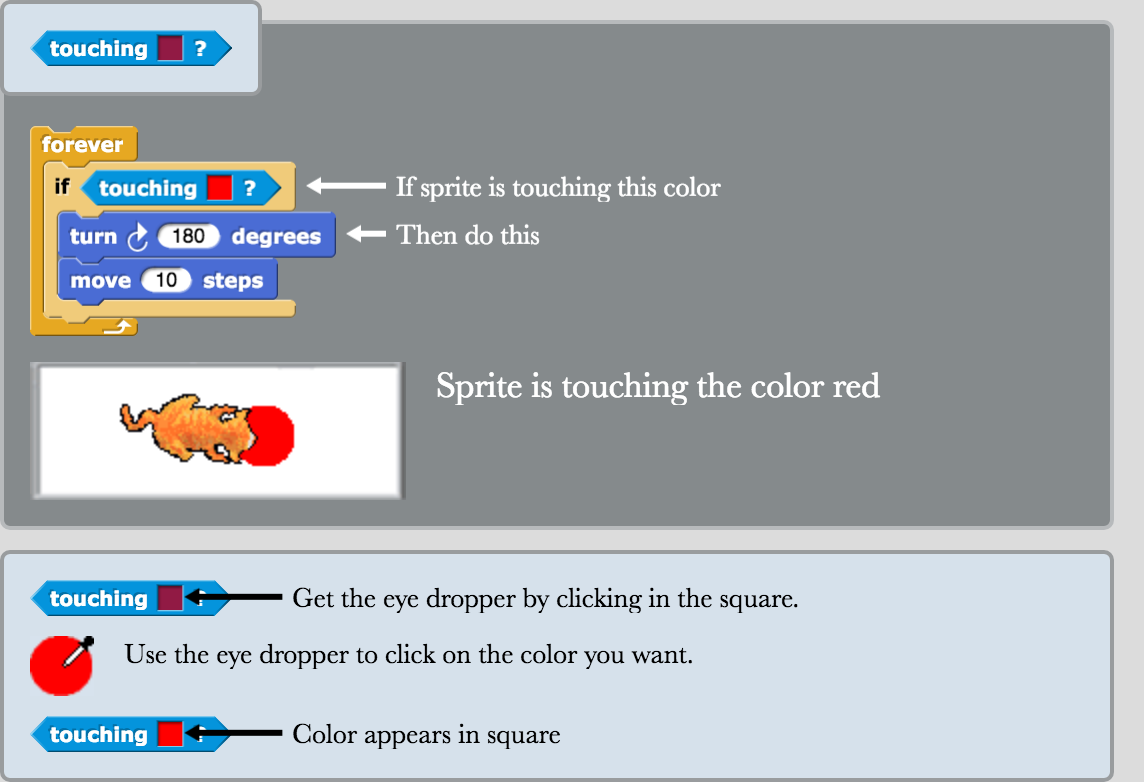 touching ?
forever
if touching ?
If sprite is touching this color
turn 180 degrees
Then do this
move 10 steps
Sprite is touching the color red
touching
Get the eye dropper by clicking in the square.
Use the eye dropper to click on the color you want.
touching
Color appears in square